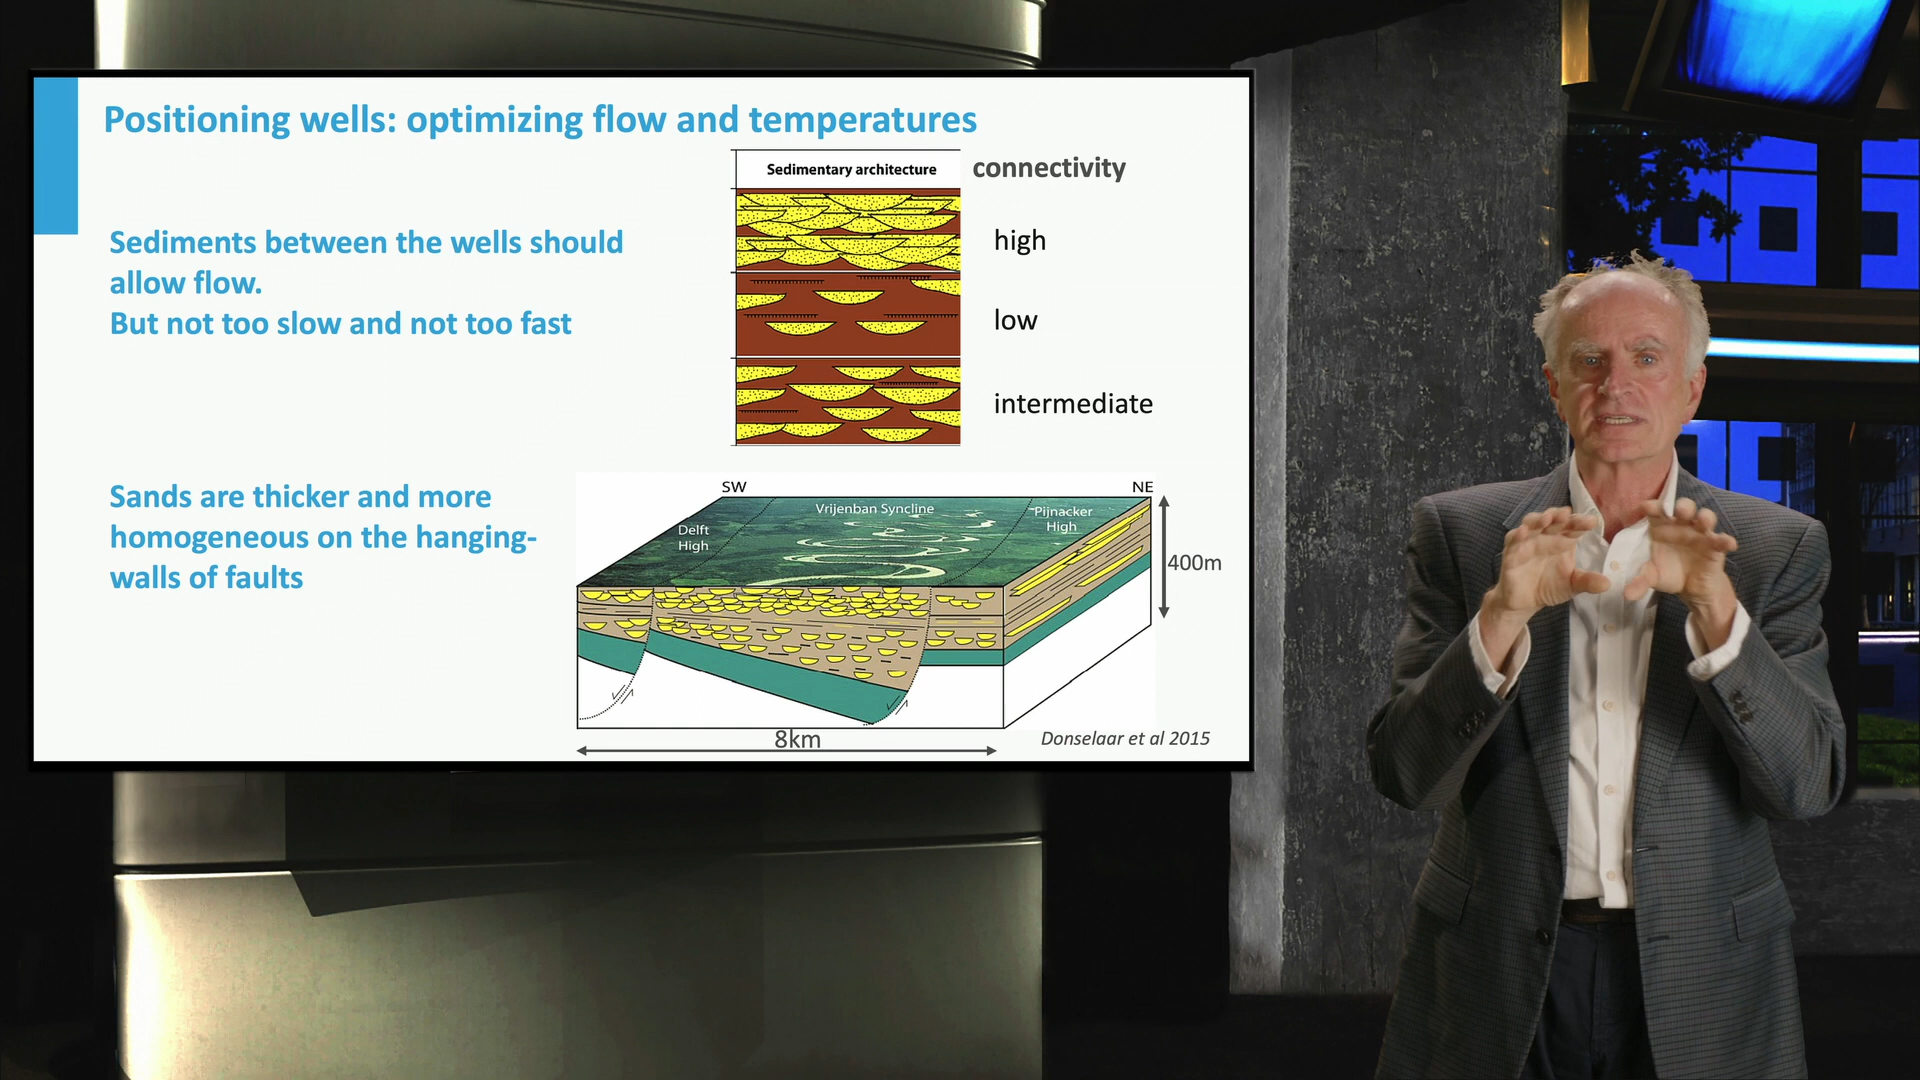 Positioning wells: optimizing flow and temperatures
Sedimentary architecture
connectivity
Sediments between the wells should
allow flow.
But not too slow and not too fast
high
low
intermediate
Sands are thicker and more
homogeneous on the hanging-
walls of faults
SW
NE
Delft
High
Vrijenban Syncline
Pijnacker
High
400m
8km
Donselaar et al 2015